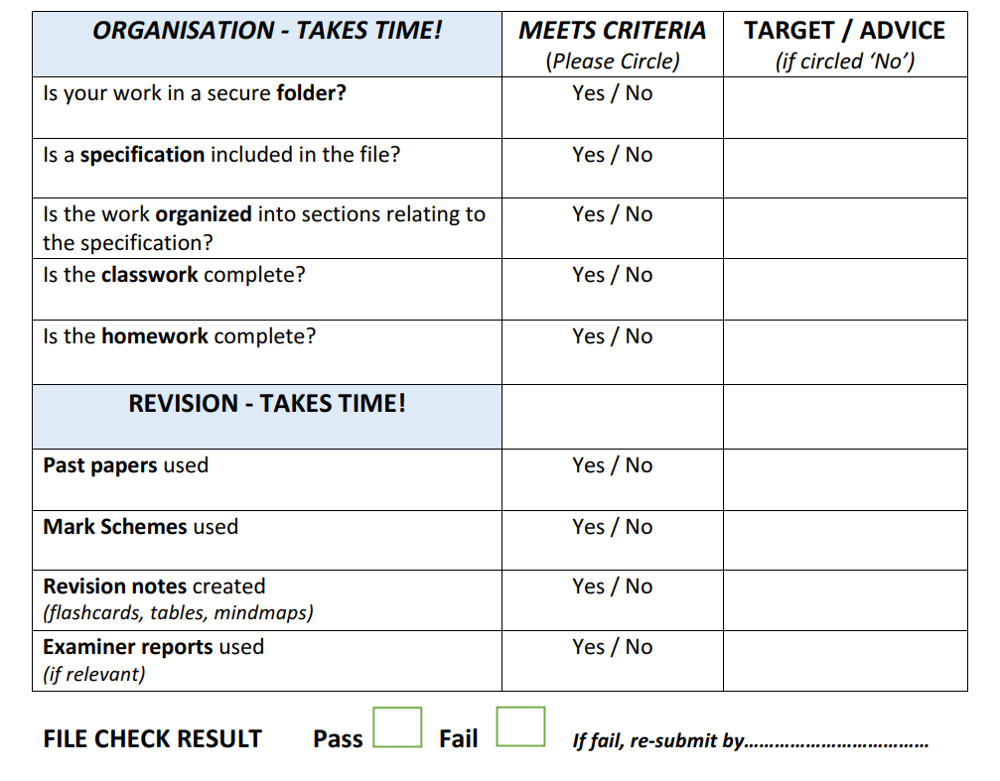 ORGANISATION - TAKES TIME!
MEETS CRITERIA
(Please Circle)
TARGET / ADVICE
(if circled ‘No’)
Is your work in a secure folder?
Yes / No
Is a specification included in the file?
Yes / No
Is the work organized into sections relating to
the specification?
Yes / No
Is the classwork complete?
Yes / No
Is the homework complete?
Yes / No
REVISION - TAKES TIME!
Past papers used
Yes / No
Mark Schemes used
Yes / No
Revision notes created
(flashcards, tables, mindmaps)
Yes / No
Examiner reports used
(if relevant)
Yes / No
FILE CHECK RESULT Pass Fail If fail, re-submit by………………………………